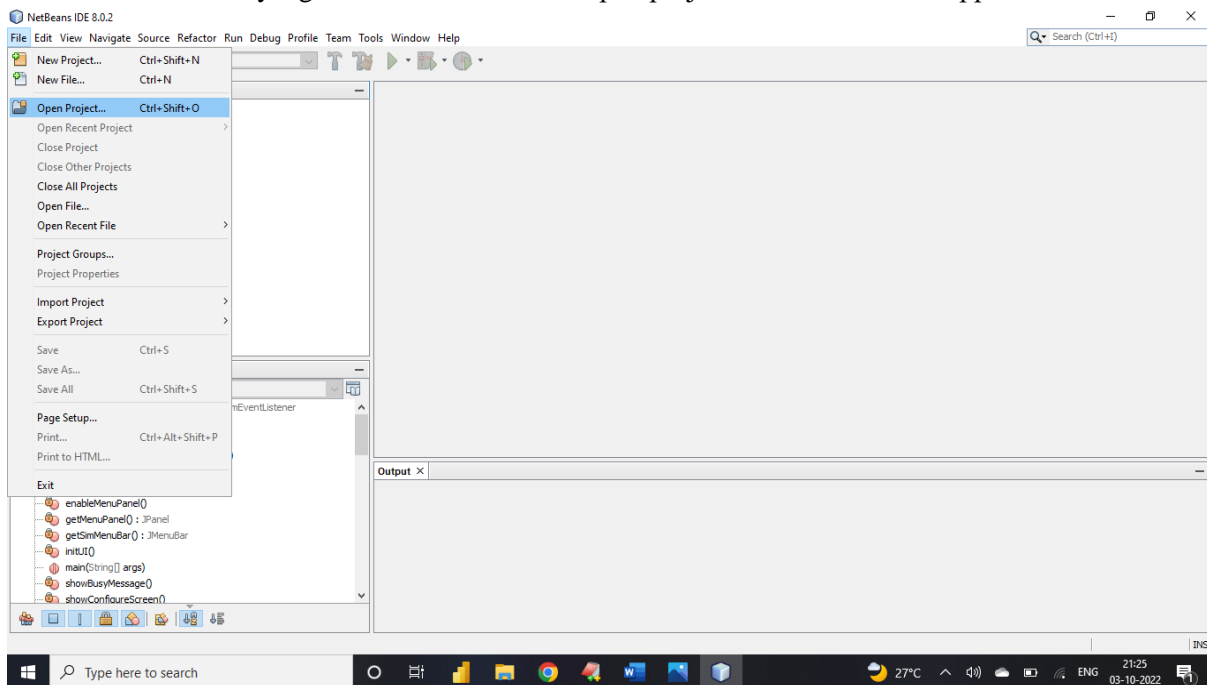 NetBeans IDE 8.0.2
File Edit View Navigate Source Refactor Run Debug Profile Team Tools Window Help
Search (Ctrl+I)
New Project... Ctrl+Shift+N
New File... Ctrl+N
Open Project... Ctrl+Shift+O
Open Recent Project
Close Project
Close Other Projects
Close All Projects
Open File...
Open Recent File
Project Groups...
Project Properties
Import Project
Export Project
Save Ctrl+S
Save As...
Save All Ctrl+Shift+S
mEventListener
Page Setup...
Print... Ctrl+Alt+Shift+P
Print to HTML...
Output
Exit
enableMenuPanel()
getMenuPanel() : JPanel
getSimMenuBar() : JMenuBar
initUI()
main(String[] args)
showBusyMessage()
showConfigureScreen()
INS
Type here to search
27°C ENG 21:25
03-10-2022